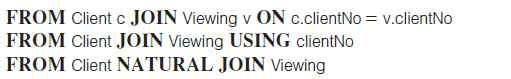 FROM Client c JOIN Viewing v ON c.clientNo = v.clientNo
FROM Client JOIN Viewing USING clientNo
FROM Client NATURAL JOIN Viewing